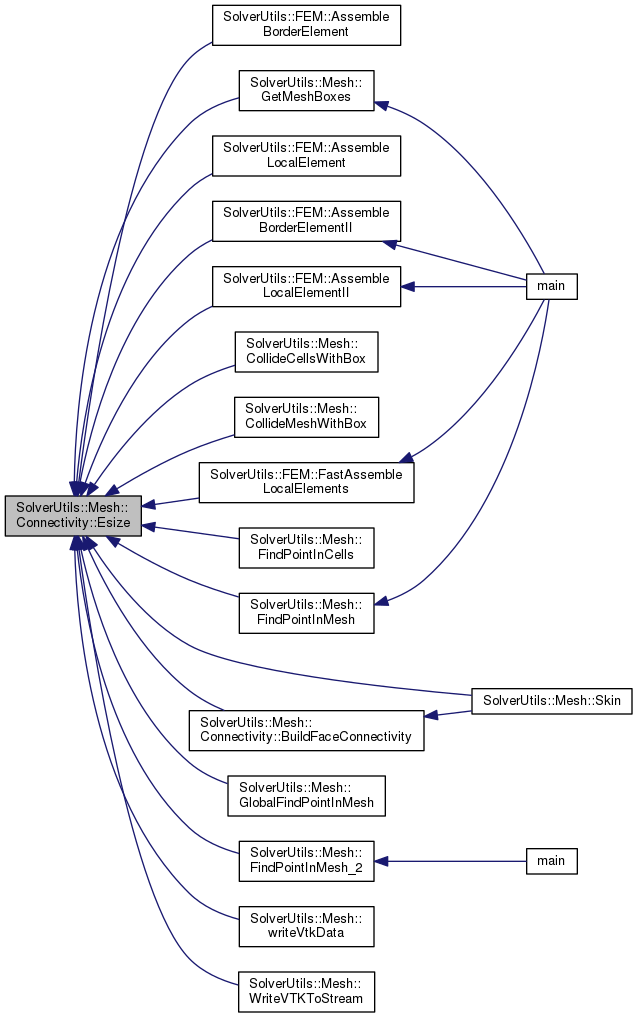 SolverUtils::FEM::Assemble
BorderElement
SolverUtils::Mesh::
GetMeshBoxes
SolverUtils::FEM::Assemble
LocalElement
SolverUtils::FEM::Assemble
BorderElementII
SolverUtils::FEM::Assemble
LocalElementII
main
SolverUtils::Mesh::
CollideCellsWithBox
SolverUtils::Mesh::
CollideMeshWithBox
SolverUtils::FEM::FastAssemble
LocalElements
SolverUtils::Mesh::
Connectivity::Esize
SolverUtils::Mesh::
FindPointInCells
SolverUtils::Mesh::
FindPointInMesh
SolverUtils::Mesh::Skin
SolverUtils::Mesh::
Connectivity::BuildFaceConnectivity
SolverUtils::Mesh::
GlobalFindPointInMesh
SolverUtils::Mesh::
FindPointInMesh_2
main
SolverUtils::Mesh::
writeVtkData
SolverUtils::Mesh::
WriteVTKToStream